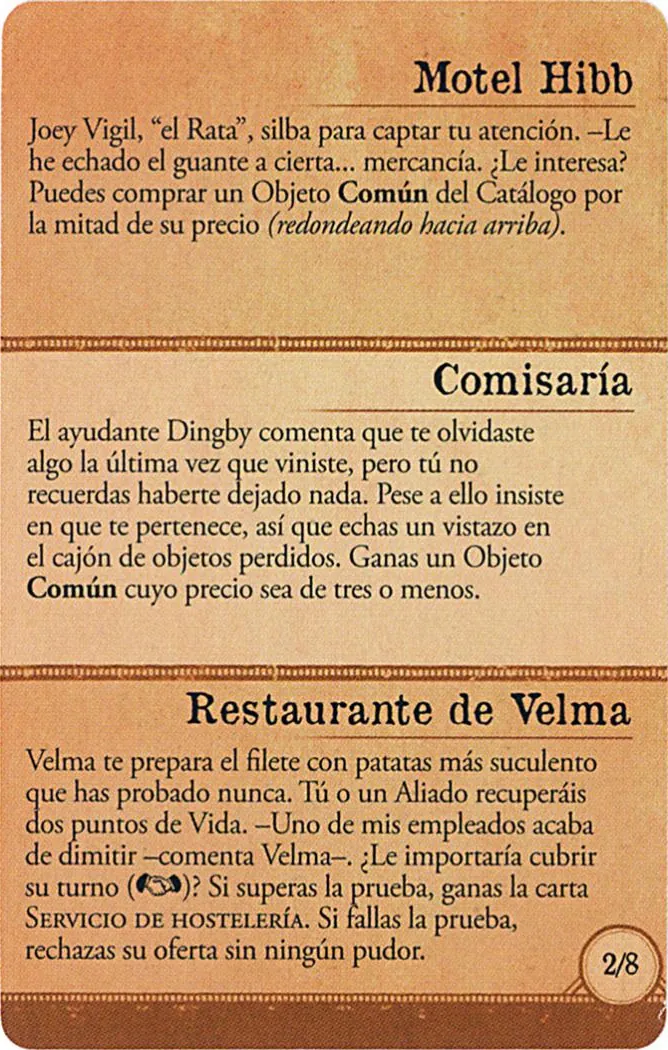 Motel Hibb
Joey Vigil, “el Rata”, silba para captar tu atención. –Le
he echado el guante a cierta... mercancía. ¿Le interesa?
Puedes comprar un Objeto Común del Catálogo por
la mitad de su precio (redondeando hacia arriba).
Comisaría
El ayudante Dingby comenta que te olvidaste
algo la última vez que viniste, pero tú no
recuerdas haberte dejado nada. Pese a ello insiste
en que te pertenece, así que echas un vistazo en
el cajón de objetos perdidos. Ganas un Objeto
Común cuyo precio sea de tres o menos.
Restaurante de Velma
Velma te prepara el filete con patatas más suculento
que has probado nunca. Tú o un Aliado recuperáis
dos puntos de Vida. –Uno de mis empleados acaba
de dimitir –comenta Velma–. ¿Le importaría cubrir
su turno ()? Si superas la prueba, ganas la carta
SERVICIO DE HOSTELERÍA. Si fallas la prueba,
rechazas su oferta sin ningún pudor.
2/8